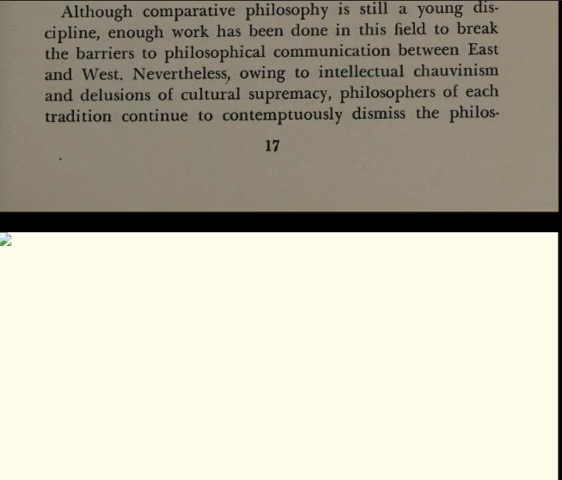 Although comparative philosophy is still a young dis-
cipline, enough work has been done in this field to break
the barriers to philosophical communication between East
and West. Nevertheless, owing to intellectual chauvinism
and delusions of cultural supremacy, philosophers of each
tradition continue to contemptuously dismiss the philos-
17